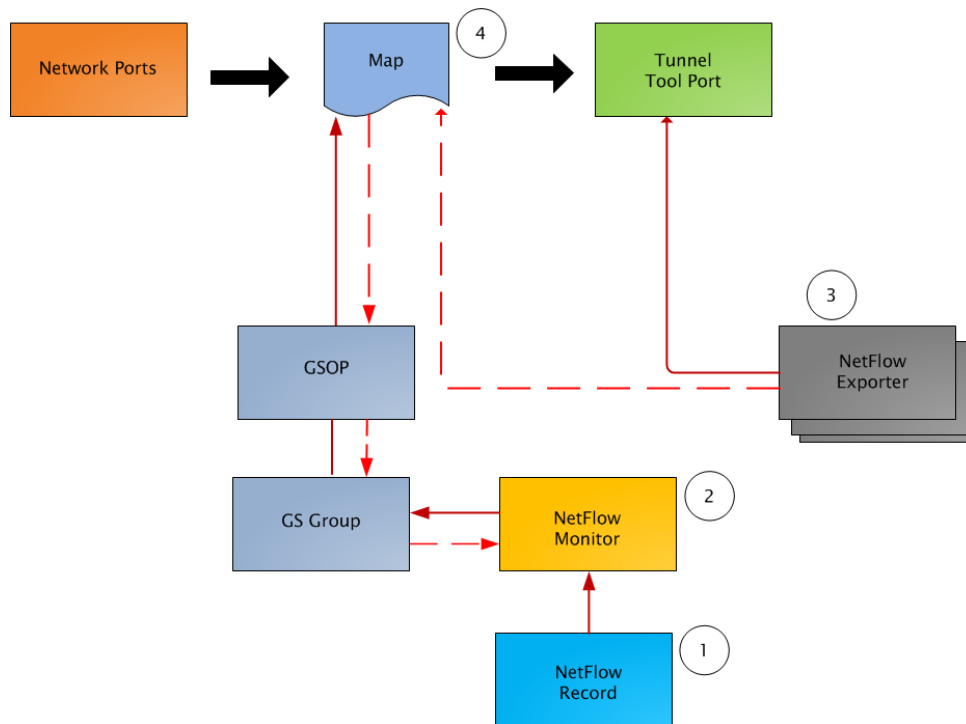 Network Ports
Map
4
Tunnel
Tool Port
3
GSOP
NetFlow
Exporter
GS Group
NetFlow
Monitor
2
NetFlow
Record
1